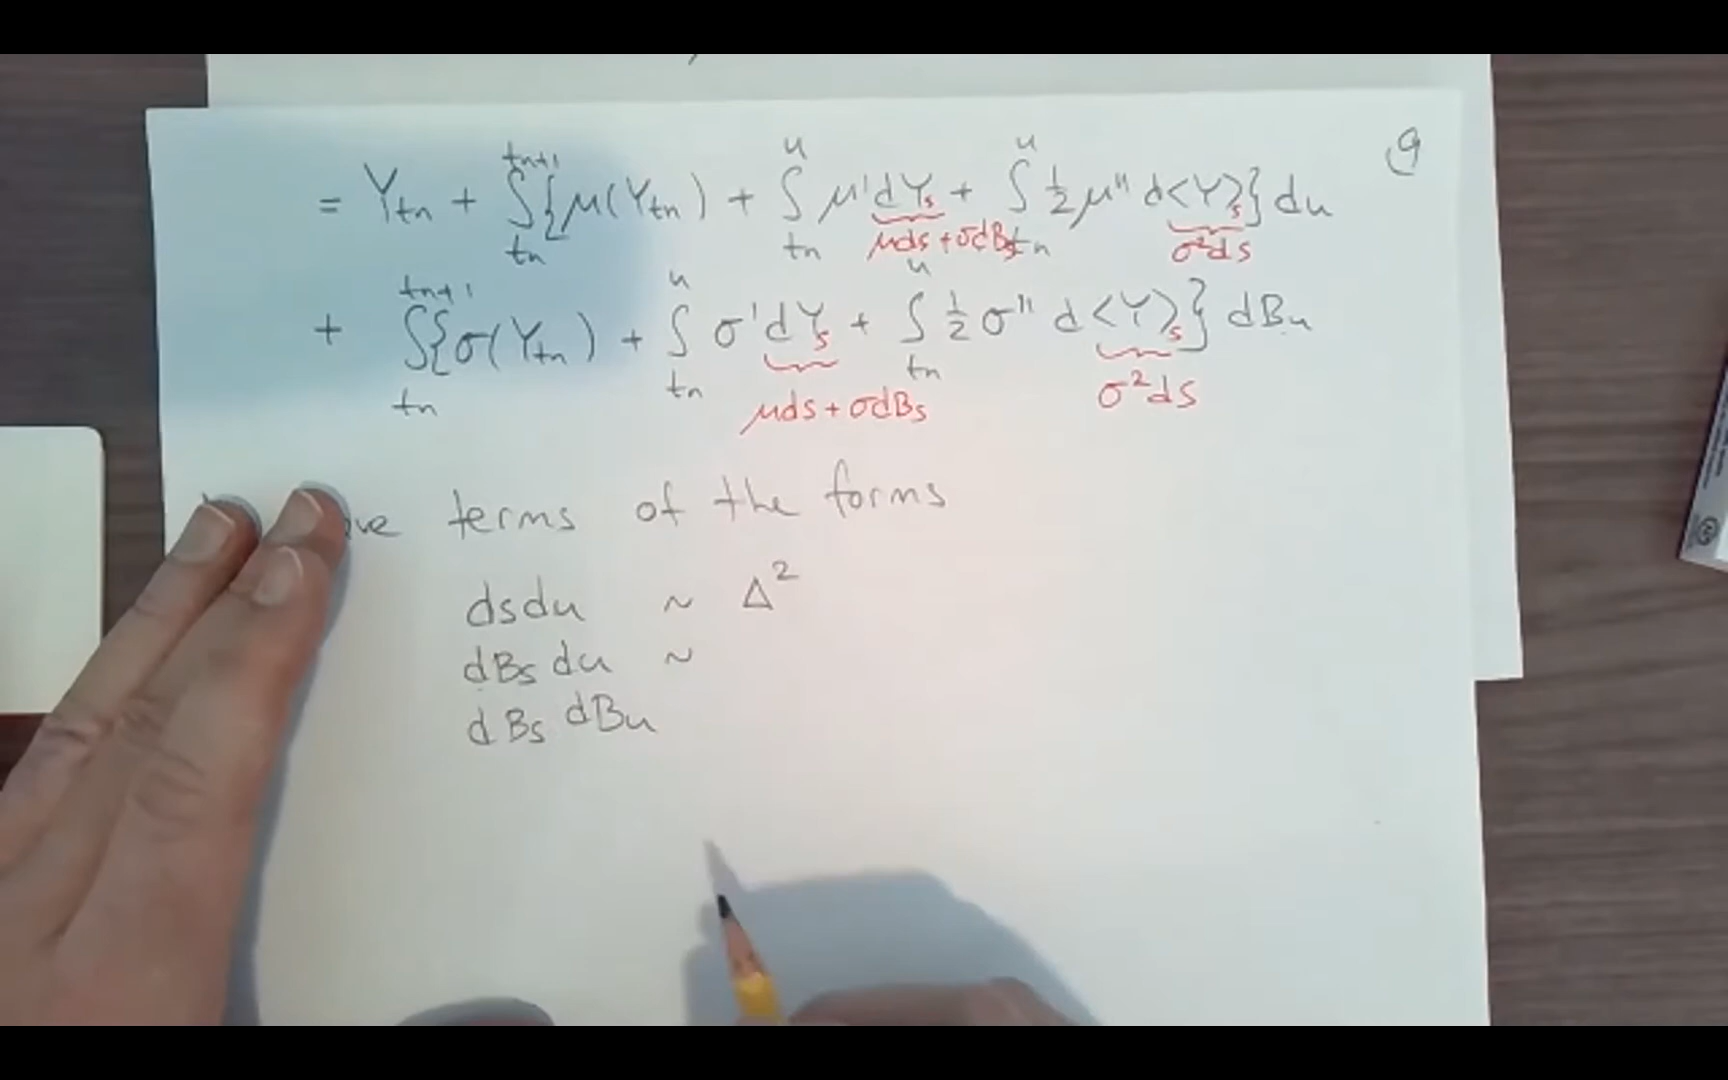 9
= Y_{t_n} + ∫_{t_n}^{t_{n+1}} { μ(Y_{t_n}) + ∫_{t_n}^{u} μ' dY_s + ∫_{t_n}^{u} ½ μ'' d<Y>_s } du
μds + σdB_s σ²ds
+ ∫_{t_n}^{t_{n+1}} { σ(Y_{t_n}) + ∫_{t_n}^{u} σ' dY_s + ∫_{t_n}^{u} ½ σ'' d<Y>_s } dB_u
μds + σdB_s σ²ds
terms of the forms
dsdu ~ Δ²
dB_s du ~
dB_s dB_u